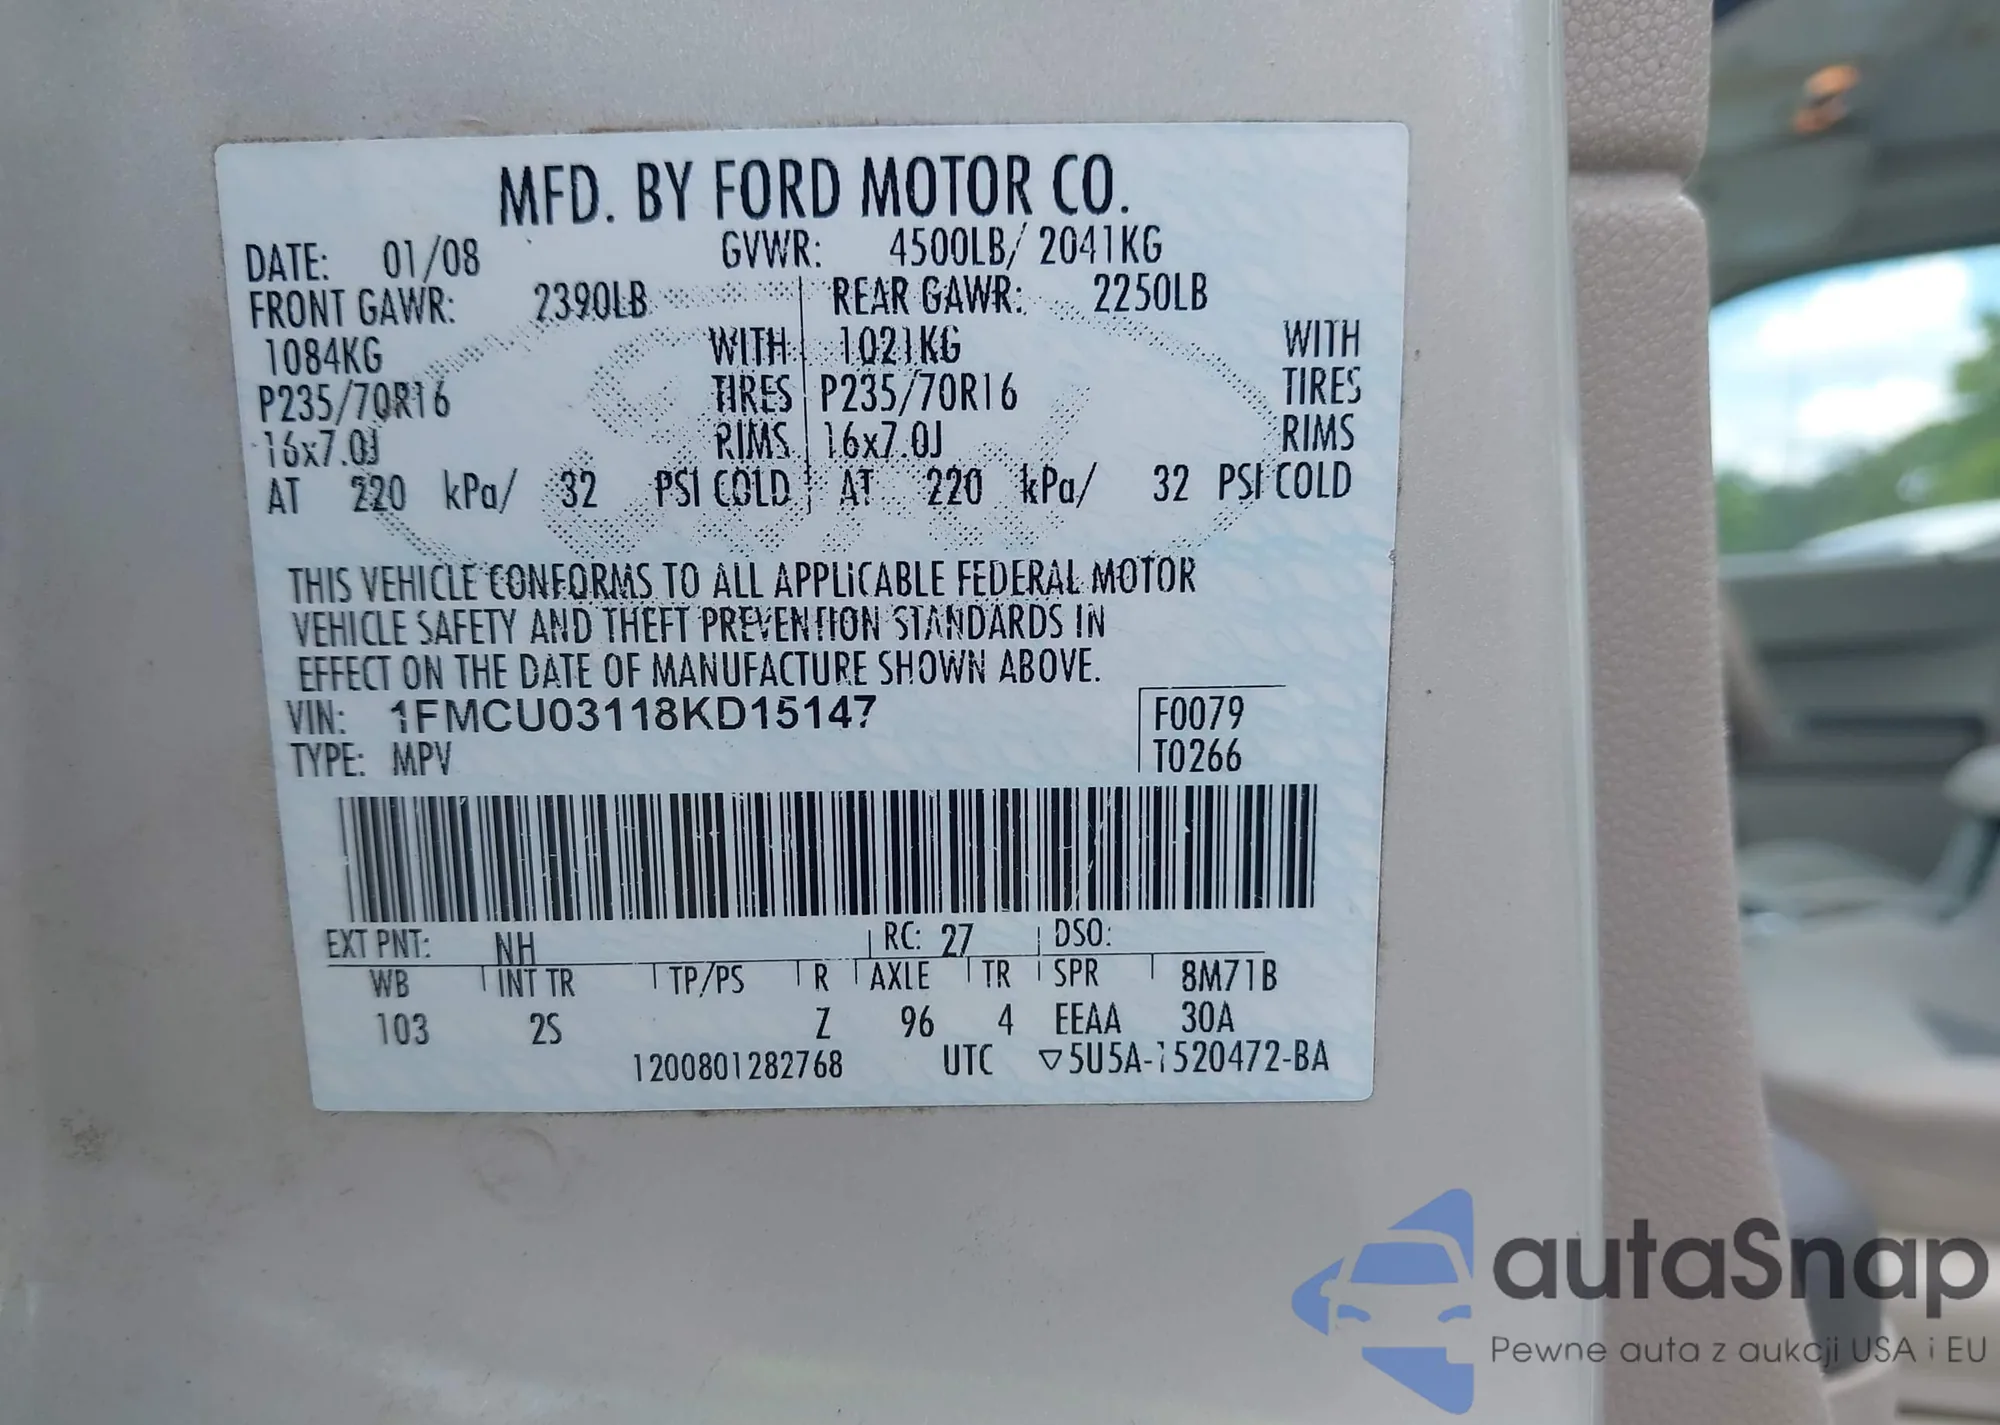 MFD. BY FORD MOTOR CO.
DATE: 01/08 GVWR: 4500LB/ 2041KG
FRONT GAWR: 2390LB REAR GAWR: 2250LB
1084KG WITH 1021KG WITH
P235/70R16 TIRES P235/70R16 TIRES
16x7.0J RIMS 16x7.0J RIMS
AT 220 kPa/ 32 PSI COLD AT 220 kPa/ 32 PSI COLD
THIS VEHICLE CONFORMS TO ALL APPLICABLE FEDERAL MOTOR
VEHICLE SAFETY AND THEFT PREVENTION STANDARDS IN
EFFECT ON THE DATE OF MANUFACTURE SHOWN ABOVE.
VIN: 1FMCU03118KD15147 F0079
TYPE: MPV T0266
EXT PNT: NH RC: 27 DSO:
WB INT TR TP/PS R AXLE TR SPR 8M71B
103 2S Z 96 4 EEAA 30A
1200801282768 UTC ▽5U5A-1520472-BA
autaSnap
Pewne auta z aukcji USA i EU